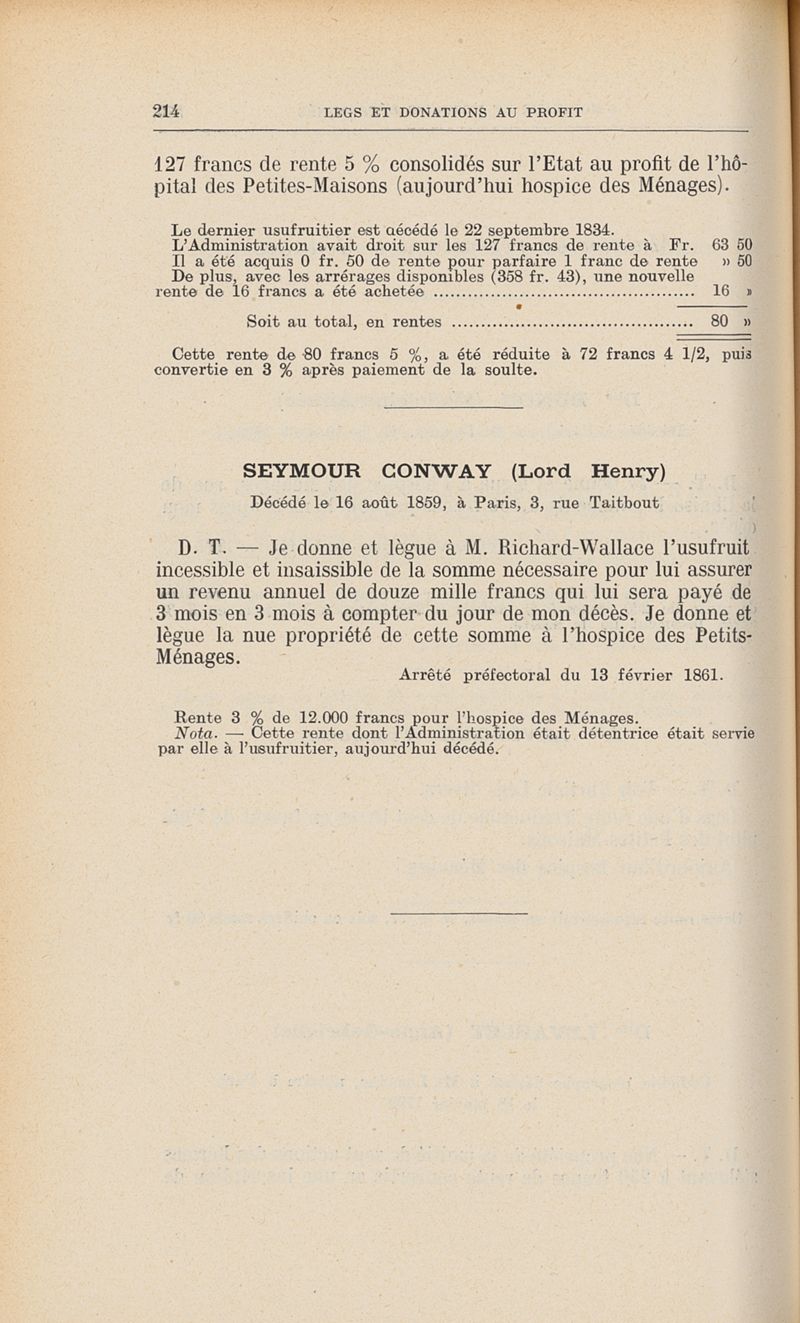 214 LEGS ET DONATIONS AU PROFIT
127 francs de rente 5 % consolidés sur l'Etat au profit de l'hô-
pital des Petites-Maisons (aujourd'hui hospice des Ménages).
Le dernier usufruitier est décédé le 22 septembre 1834.
L'Administration avait droit sur les 127 francs de rente à Fr. 63 50
Il a été acquis 0 fr. 50 de rente pour parfaire 1 franc de rente » 50
De plus, avec les arrérages disponibles (358 fr. 43), une nouvelle
rente de 16 francs a été achetée ................................................ 16 »
Soit au total, en rentes ............................................ 80 »
Cette rente de 80 francs 5 %, a été réduite à 72 francs 4 1/2, puis
convertie en 3 % après paiement de la soulte.
SEYMOUR CONWAY (Lord Henry)
Décédé le 16 août 1859, à Paris, 3, rue Taitbout
D. T. — Je donne et lègue à M. Richard-Wallace l'usufruit
incessible et insaissible de la somme nécessaire pour lui assurer
un revenu annuel de douze mille francs qui lui sera payé de
3 mois en 3 mois à compter du jour de mon décès. Je donne et
lègue la nue propriété de cette somme à l'hospice des Petits-
Ménages.
Arrêté préfectoral du 13 février 1861.
Rente 3 % de 12.000 francs pour l'hospice des Ménages.
Nota. — Cette rente dont l'Administration était détentrice était servie
par elle à l'usufruitier, aujourd'hui décédé.